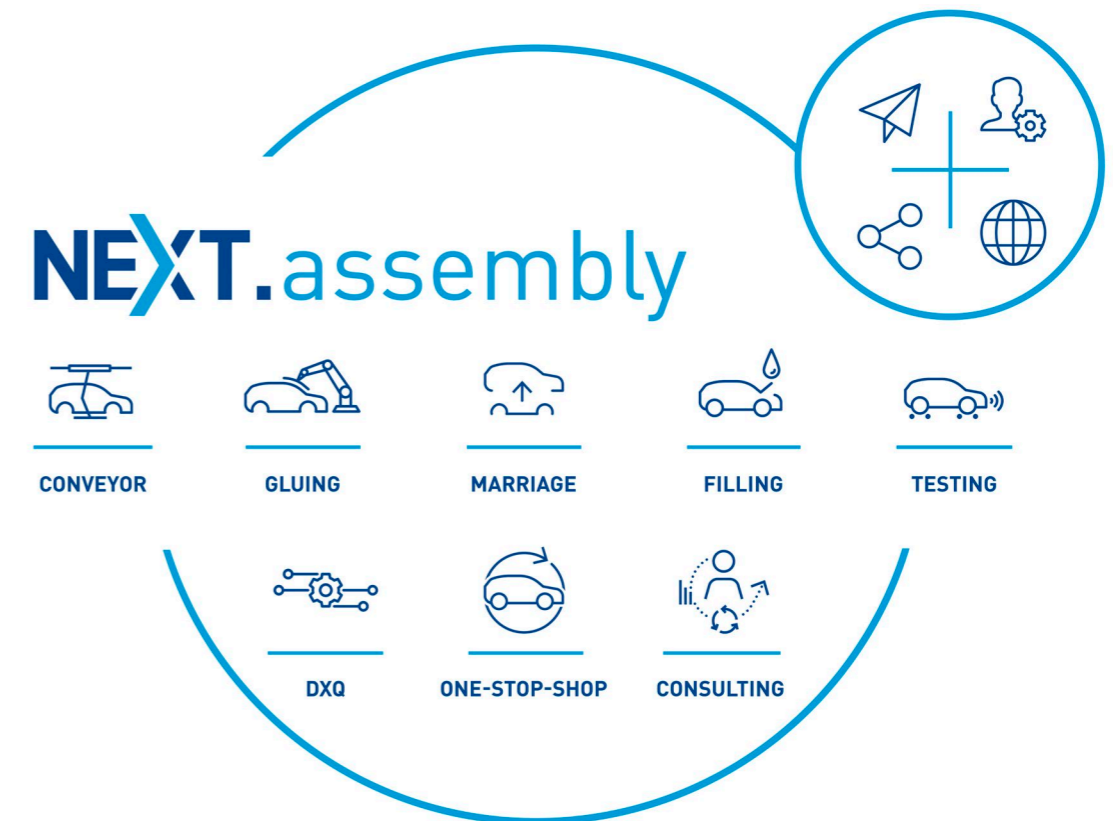 NEXT.assembly
CONVEYOR GLUING MARRIAGE FILLING TESTING
DXQ ONE-STOP-SHOP CONSULTING